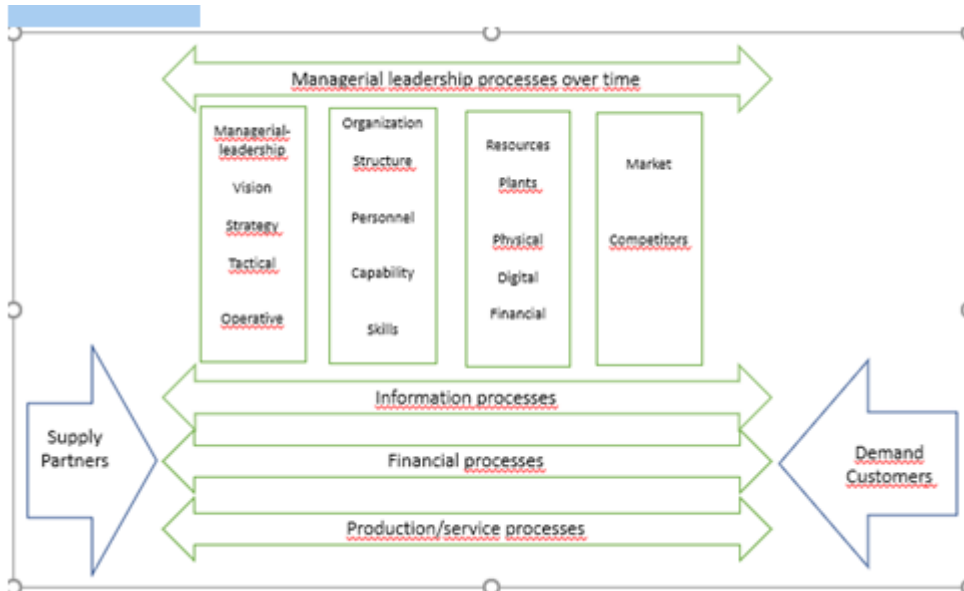 Managerial leadership processes over time
Managerial-
leadership
Vision
Strategy
Tactical
Operative
Organization
Structure
Personnel
Capability
Skills
Resources
Plants
Physical
Digital
Financial
Market
Competitors
Information processes
Supply
Partners
Financial processes
Demand
Customers
Production/service processes